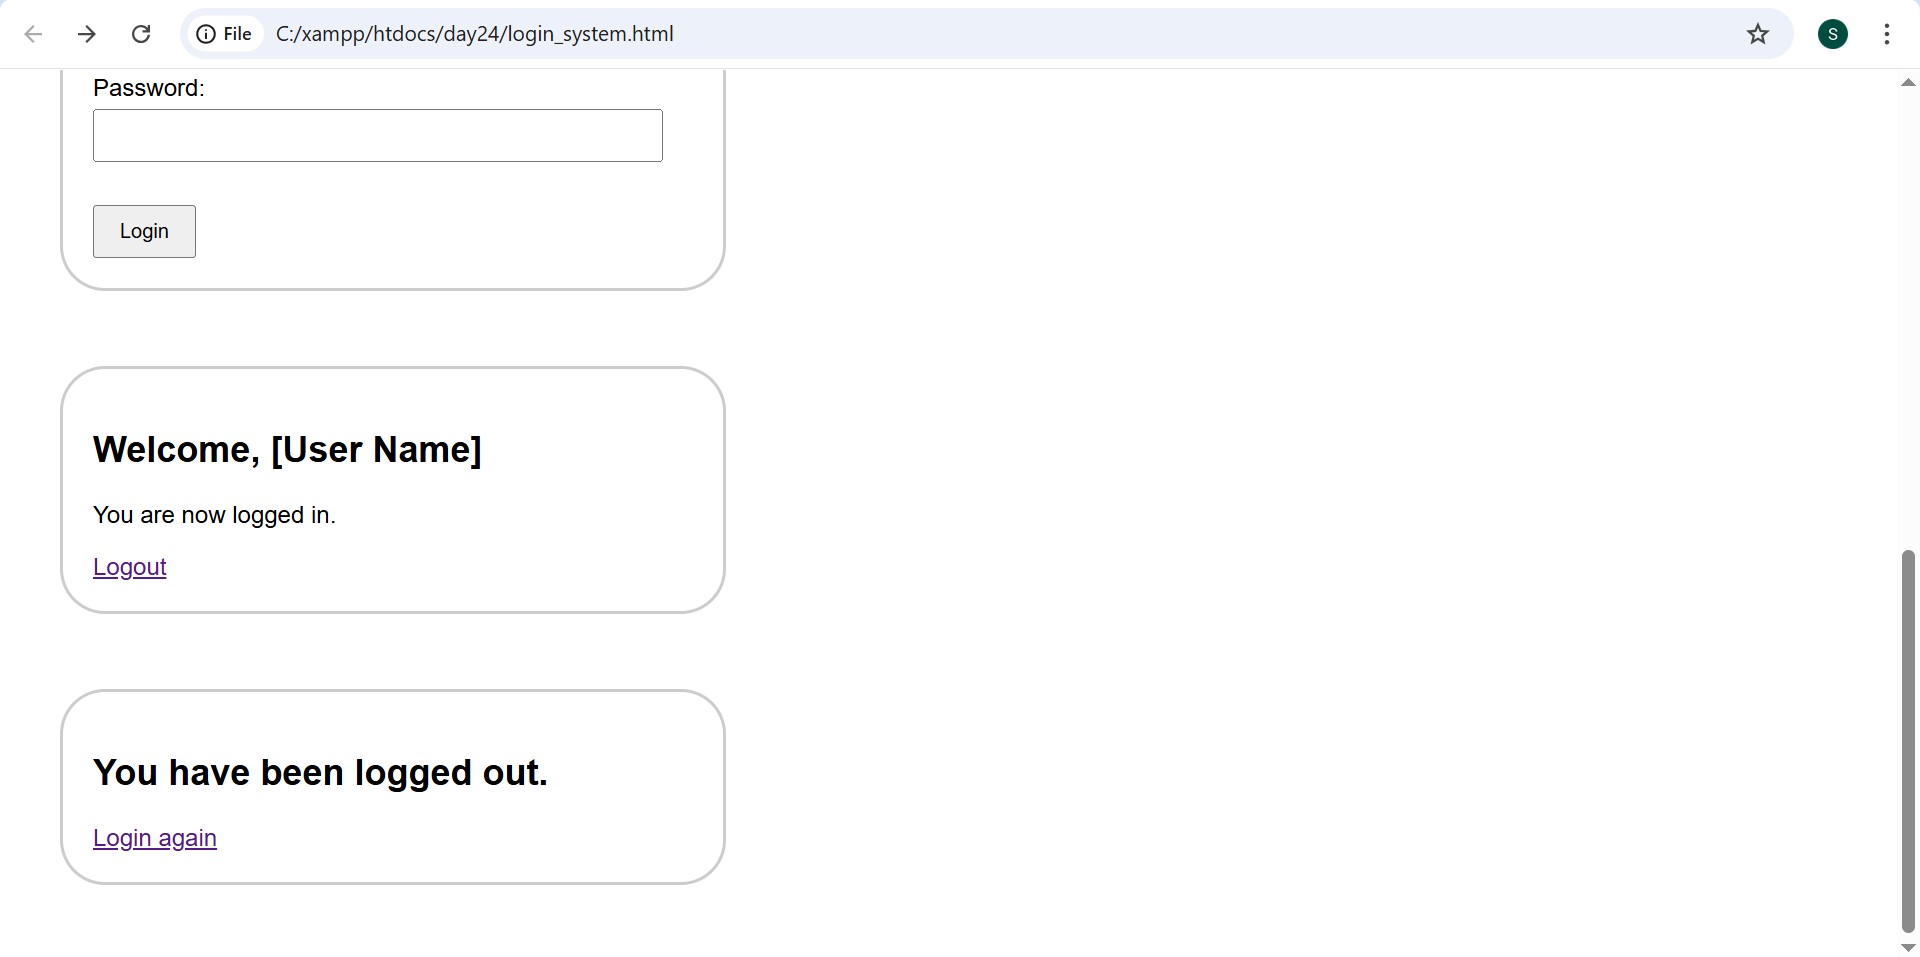 File C:/xampp/htdocs/day24/login_system.html S
Password:
Login
Welcome, [User Name]
You are now logged in.
Logout
You have been logged out.
Login again